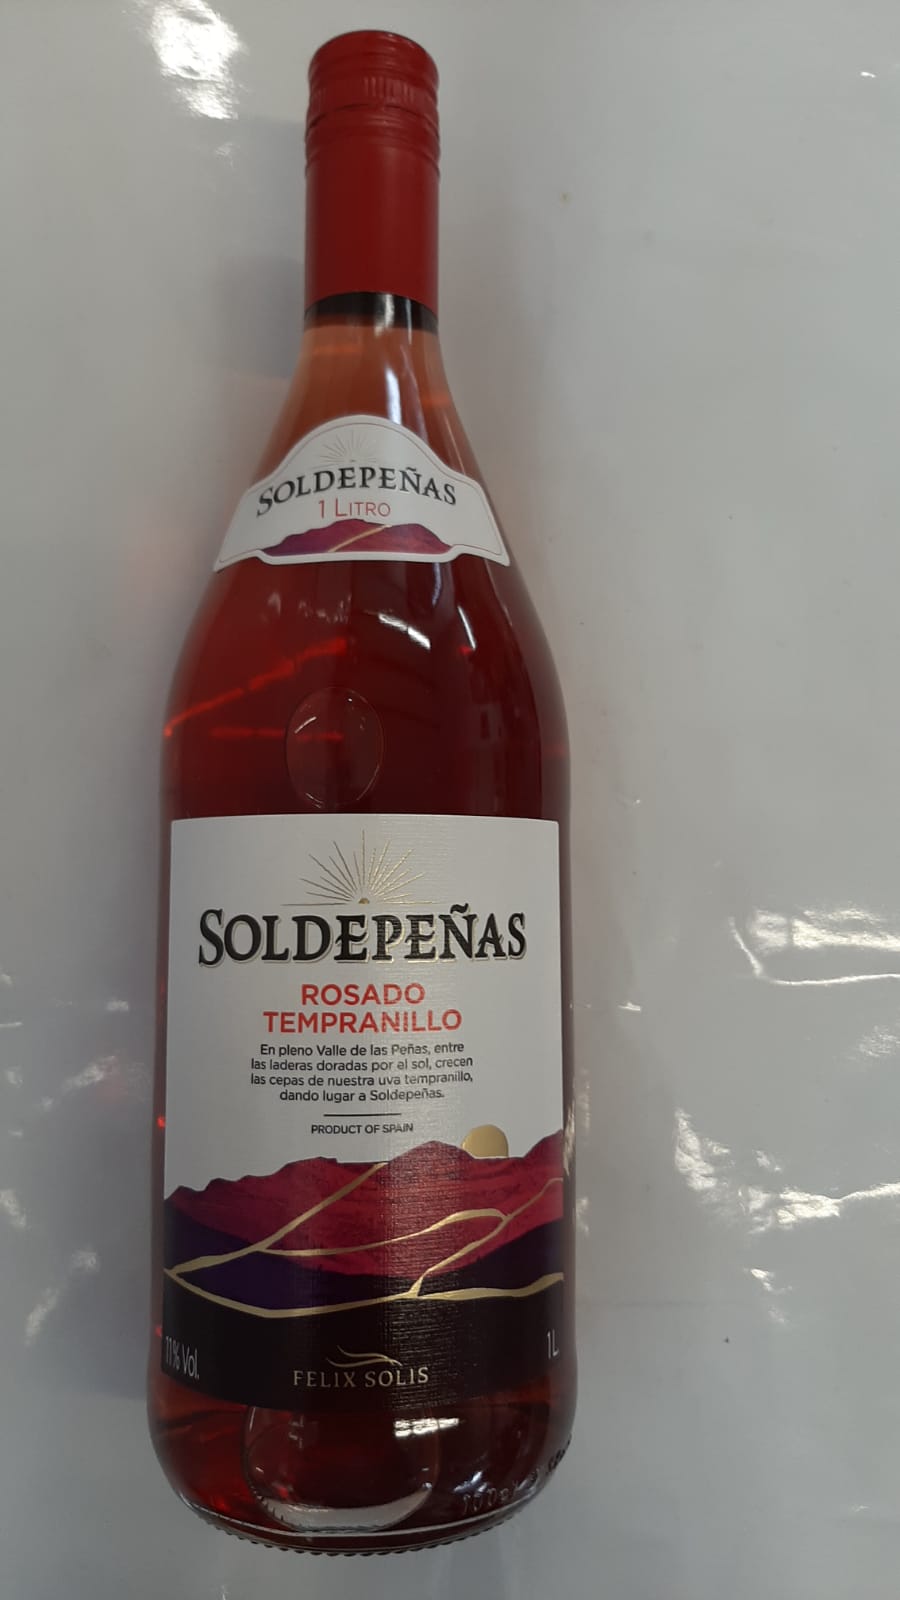 SOLDEPEÑAS
1 LITRO
SOLDEPEÑAS
ROSADO
TEMPRANILLO
En pleno Valle de las Peñas, entre
las laderas doradas por el sol, crecen
las cepas de nuestra uva tempranillo,
dando lugar a Soldepeñas.
PRODUCT OF SPAIN
11% Vol.
1L
FELIX SOLIS